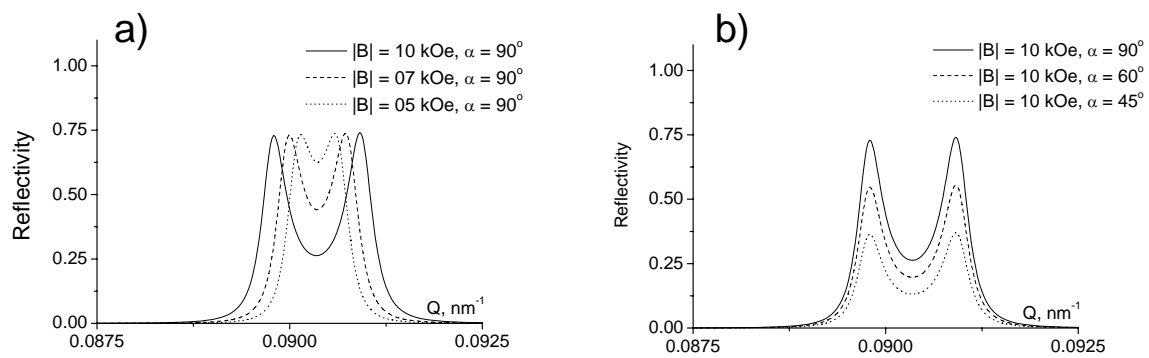 a)
|B| = 10 kOe, α = 90°
|B| = 07 kOe, α = 90°
|B| = 05 kOe, α = 90°
1.00
0.75
0.50
0.25
0.00
Reflectivity
Q, nm⁻¹
0.0875
0.0900
0.0925
b)
|B| = 10 kOe, α = 90°
|B| = 10 kOe, α = 60°
|B| = 10 kOe, α = 45°
1.00
0.75
0.50
0.25
0.00
Reflectivity
Q, nm⁻¹
0.0875
0.0900
0.0925